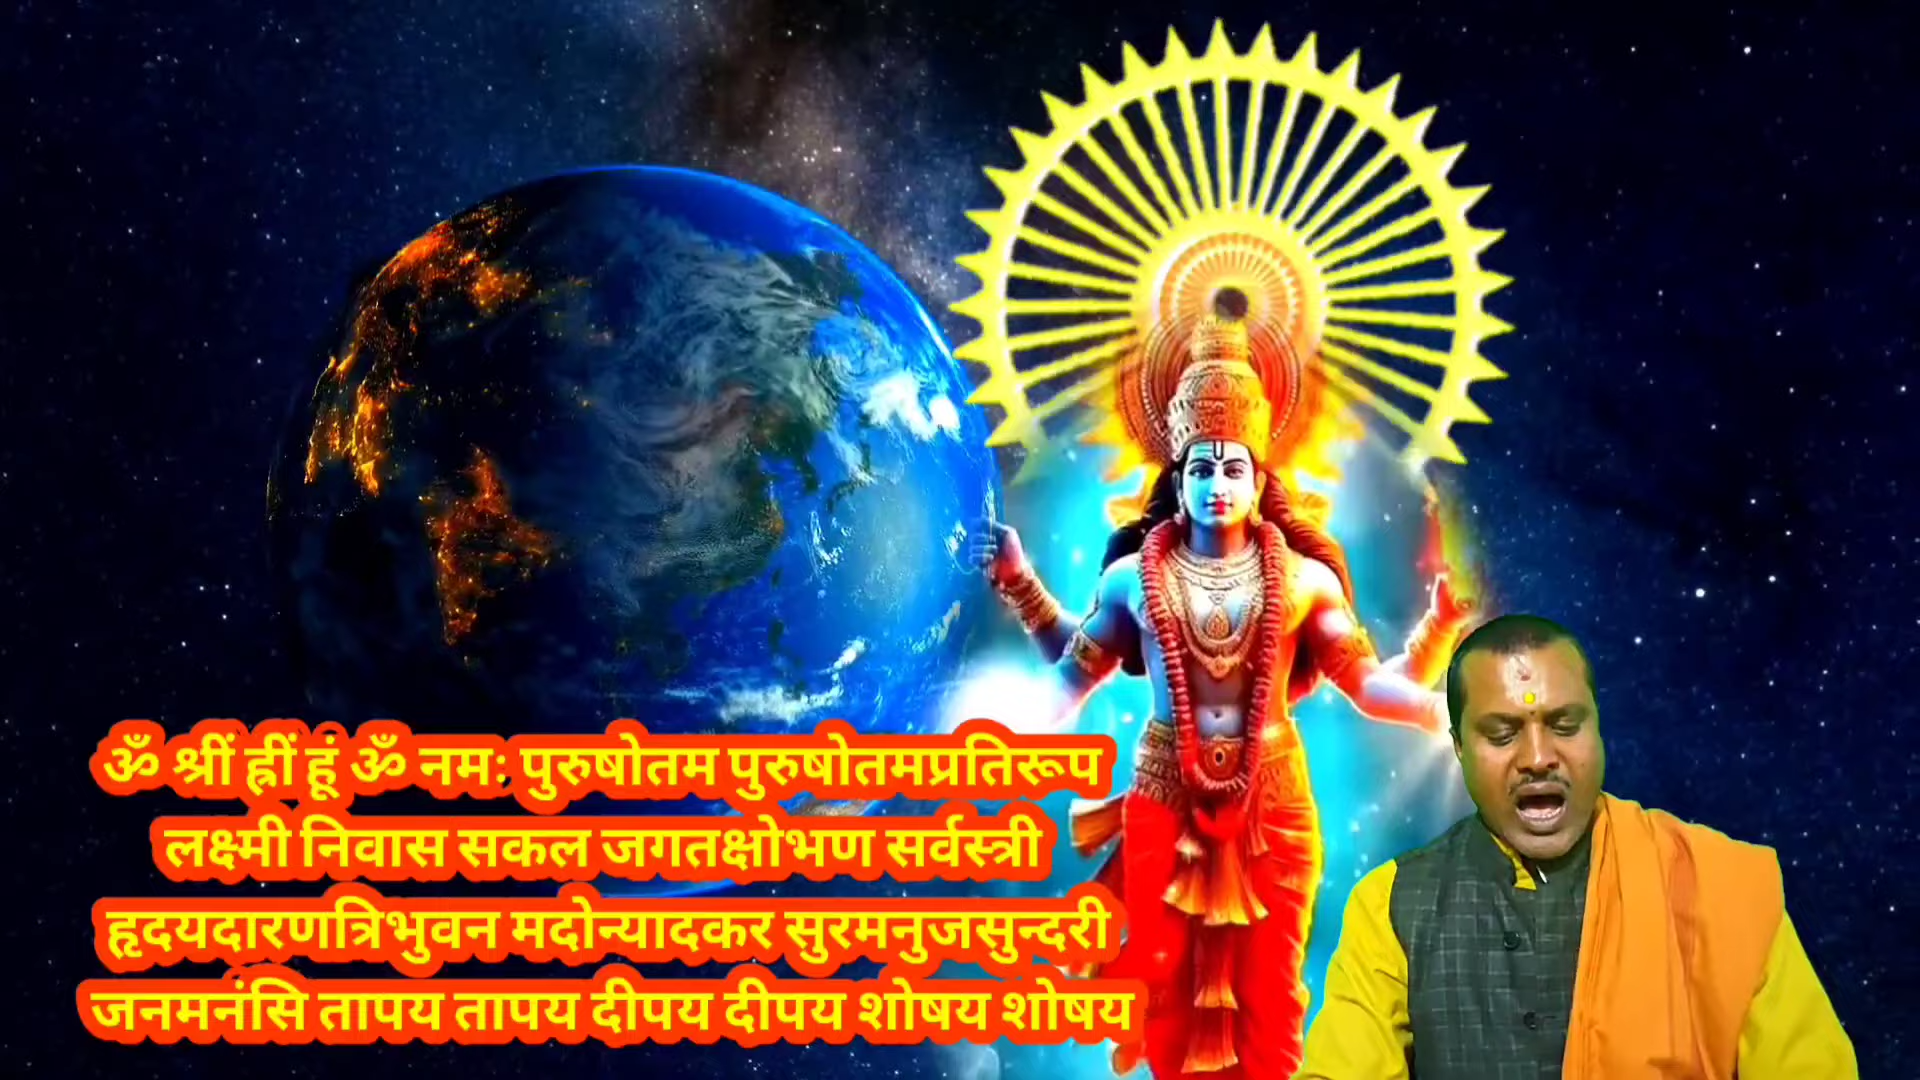 ॐ श्रीं ह्रीं हूं ॐ नमः पुरुषोतम पुरुषोतमप्रतिरूप
लक्ष्मी निवास सकल जगतक्षोभण सर्वस्त्री
हृदयदारणत्रिभुवन मदोन्यादकर सुरमनुजसुन्दरी
जनमनंसि तापय तापय दीपय दीपय शोषय शोषय